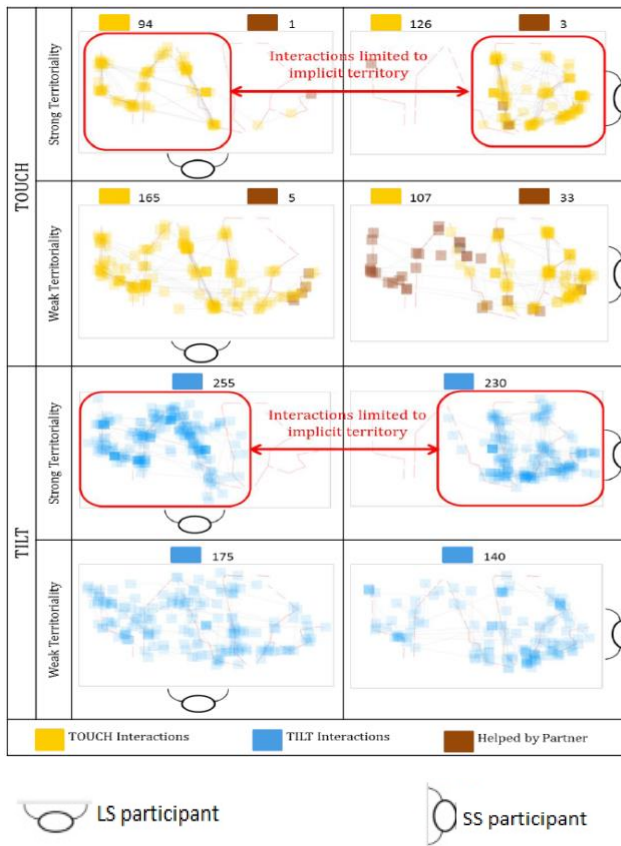 94 1 126 3
TOUCH
Strong Territoriality
Interactions limited to
implicit territory
165 5 107 33
Weak Territoriality
255 230
TILT
Strong Territoriality
Interactions limited to
implicit territory
175 140
Weak Territoriality
TOUCH Interactions TILT Interactions Helped by Partner
LS participant SS participant